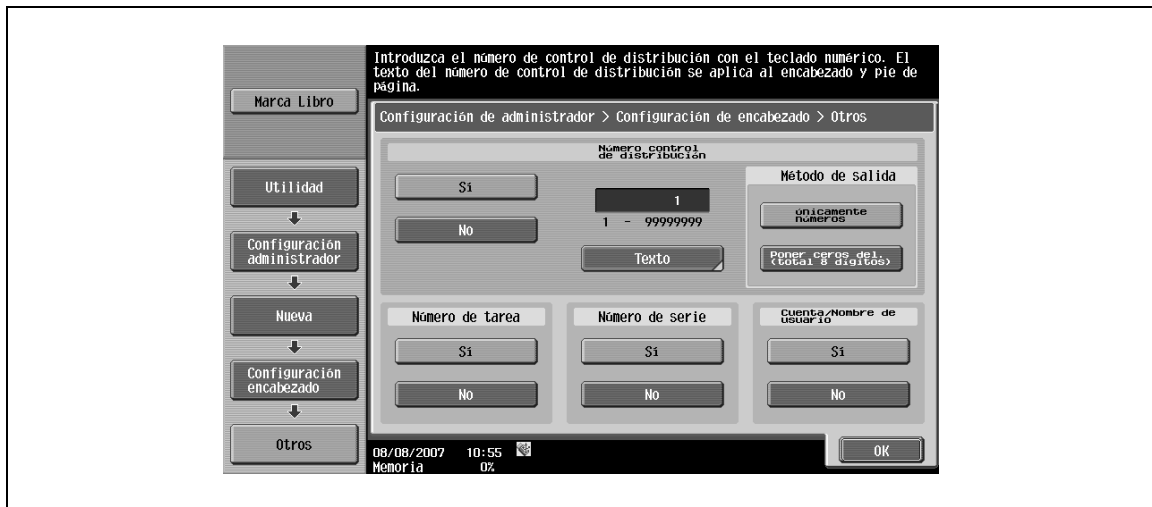 Introduzca el número de control de distribución con el teclado numérico. El
texto del número de control de distribución se aplica al encabezado y pie de
página.
Marca Libro
Configuración de administrador > Configuración de encabezado > Otros
Número control
de distribución
Utilidad
Configuración
administrador
Nueva
Configuración
encabezado
Otros
Sí
No
1
1 - 99999999
Texto
Método de salida
únicamente
números
Poner ceros del.
(total 8 dígitos)
Número de tarea
Sí
No
Número de serie
Sí
No
Cuenta/Nombre de
usuario
Sí
No
08/08/2007 10:55
Memoria 0%
OK